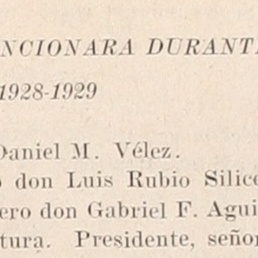 NCIONARA DURANT
1928-1929
Daniel M. Vélez.
don Luis Rubio Silice
ero don Gabriel F. Agui
tura. Presidente, señor